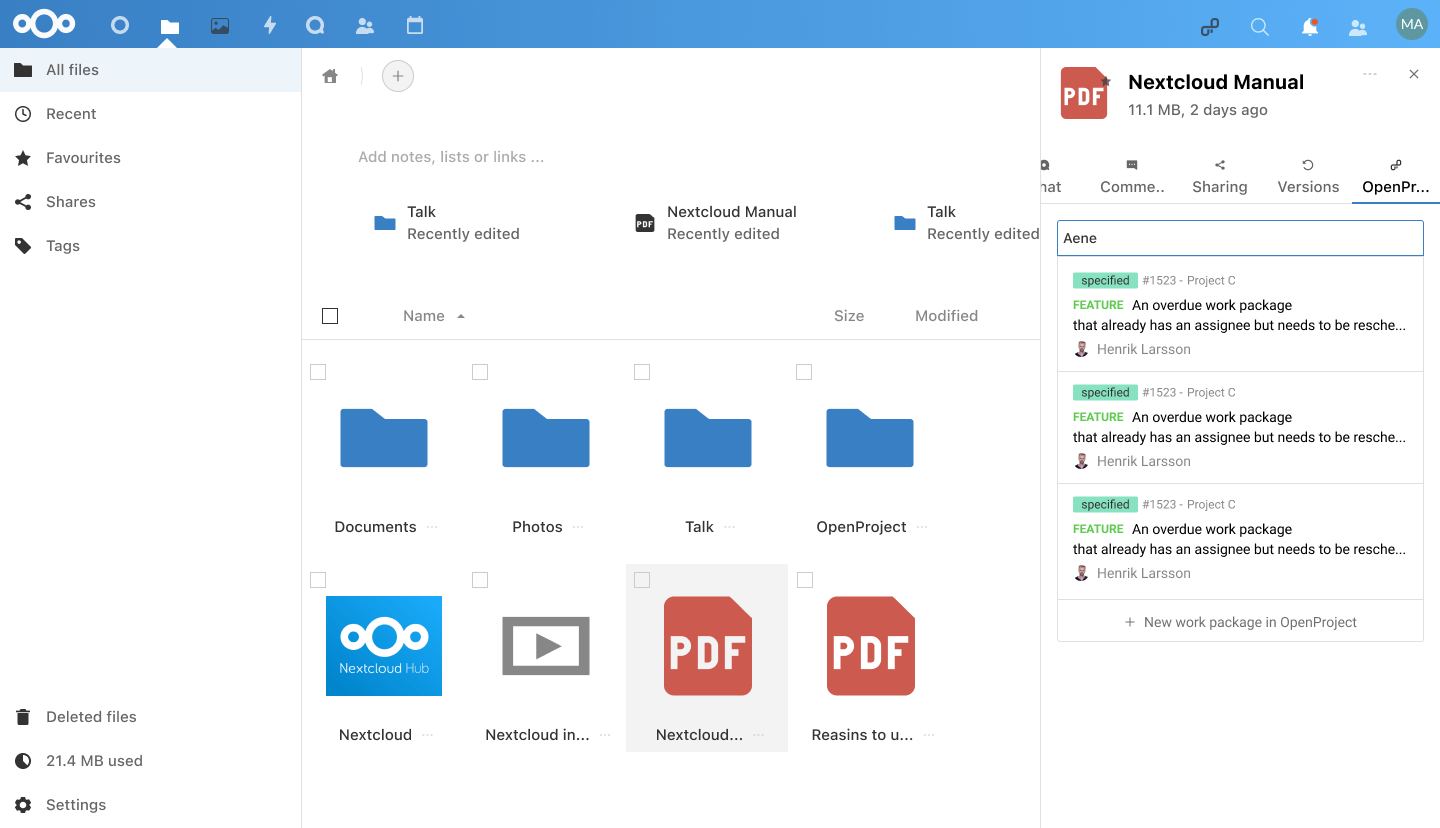 MA
All files
Recent
Favourites
Shares
Tags
Deleted files
21.4 MB used
Settings
Add notes, lists or links ...
Talk
Recently edited
PDF
Nextcloud Manual
Recently edited
Talk
Recently edited
Name
Size
Modified
Documents ...
Photos ...
Talk ...
OpenProject ...
Nextcloud Hub
PDF
PDF
Nextcloud ...
Nextcloud in... ...
Nextcloud... ...
Reasins to u... ...
PDF
Nextcloud Manual
11.1 MB, 2 days ago
hat
Comme..
Sharing
Versions
OpenPr...
Aene
specified #1523 - Project C
FEATURE An overdue work package
that already has an assignee but needs to be resche...
Henrik Larsson
specified #1523 - Project C
FEATURE An overdue work package
that already has an assignee but needs to be resche...
Henrik Larsson
specified #1523 - Project C
FEATURE An overdue work package
that already has an assignee but needs to be resche...
Henrik Larsson
+ New work package in OpenProject